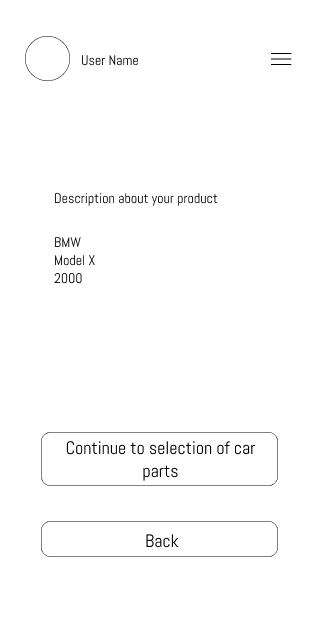 User Name
Description about your product
BMW
Model X
2000
Continue to selection of car
parts
Back